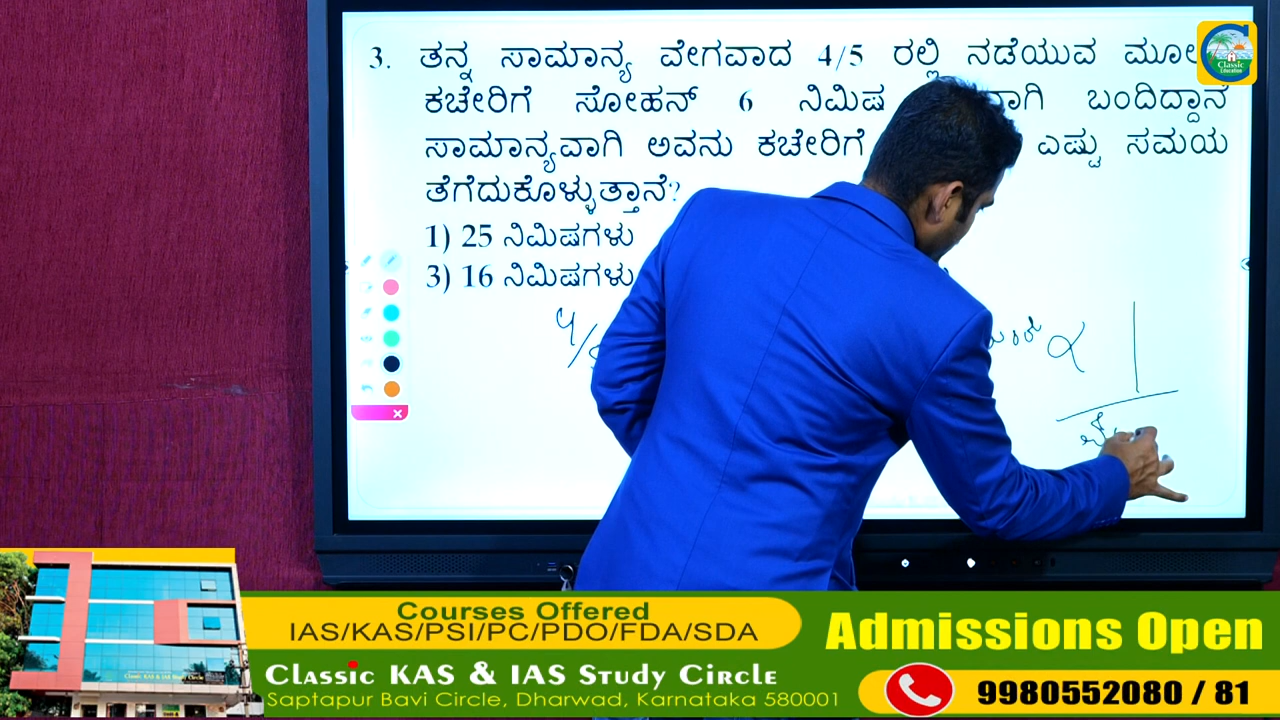 3. ತನ್ನ ಸಾಮಾನ್ಯ ವೇಗವಾದ 4/5 ರಲ್ಲಿ ನಡೆಯುವ
ಕಚೇರಿಗೆ ಸೋಹನ್ 6 ನಿಮಿಷ ಬಂದಿದ್ದಾನೆ
ಸಾಮಾನ್ಯವಾಗಿ ಅವನು ಕಚೇರಿಗೆ ಎಷ್ಟು ಸಮಯ
ತೆಗೆದುಕೊಳ್ಳುತ್ತಾನೆ?
1) 25 ನಿಮಿಷಗಳು
3) 16 ನಿಮಿಷಗಳು
4/
∝ 1
Classic
Education
Courses Offered
IAS/KAS/PSI/PC/PDO/FDA/SDA
Classic KAS & IAS Study Circle
Saptapur Bavi Circle, Dharwad, Karnataka 580001
Admissions Open
9980552080 / 81